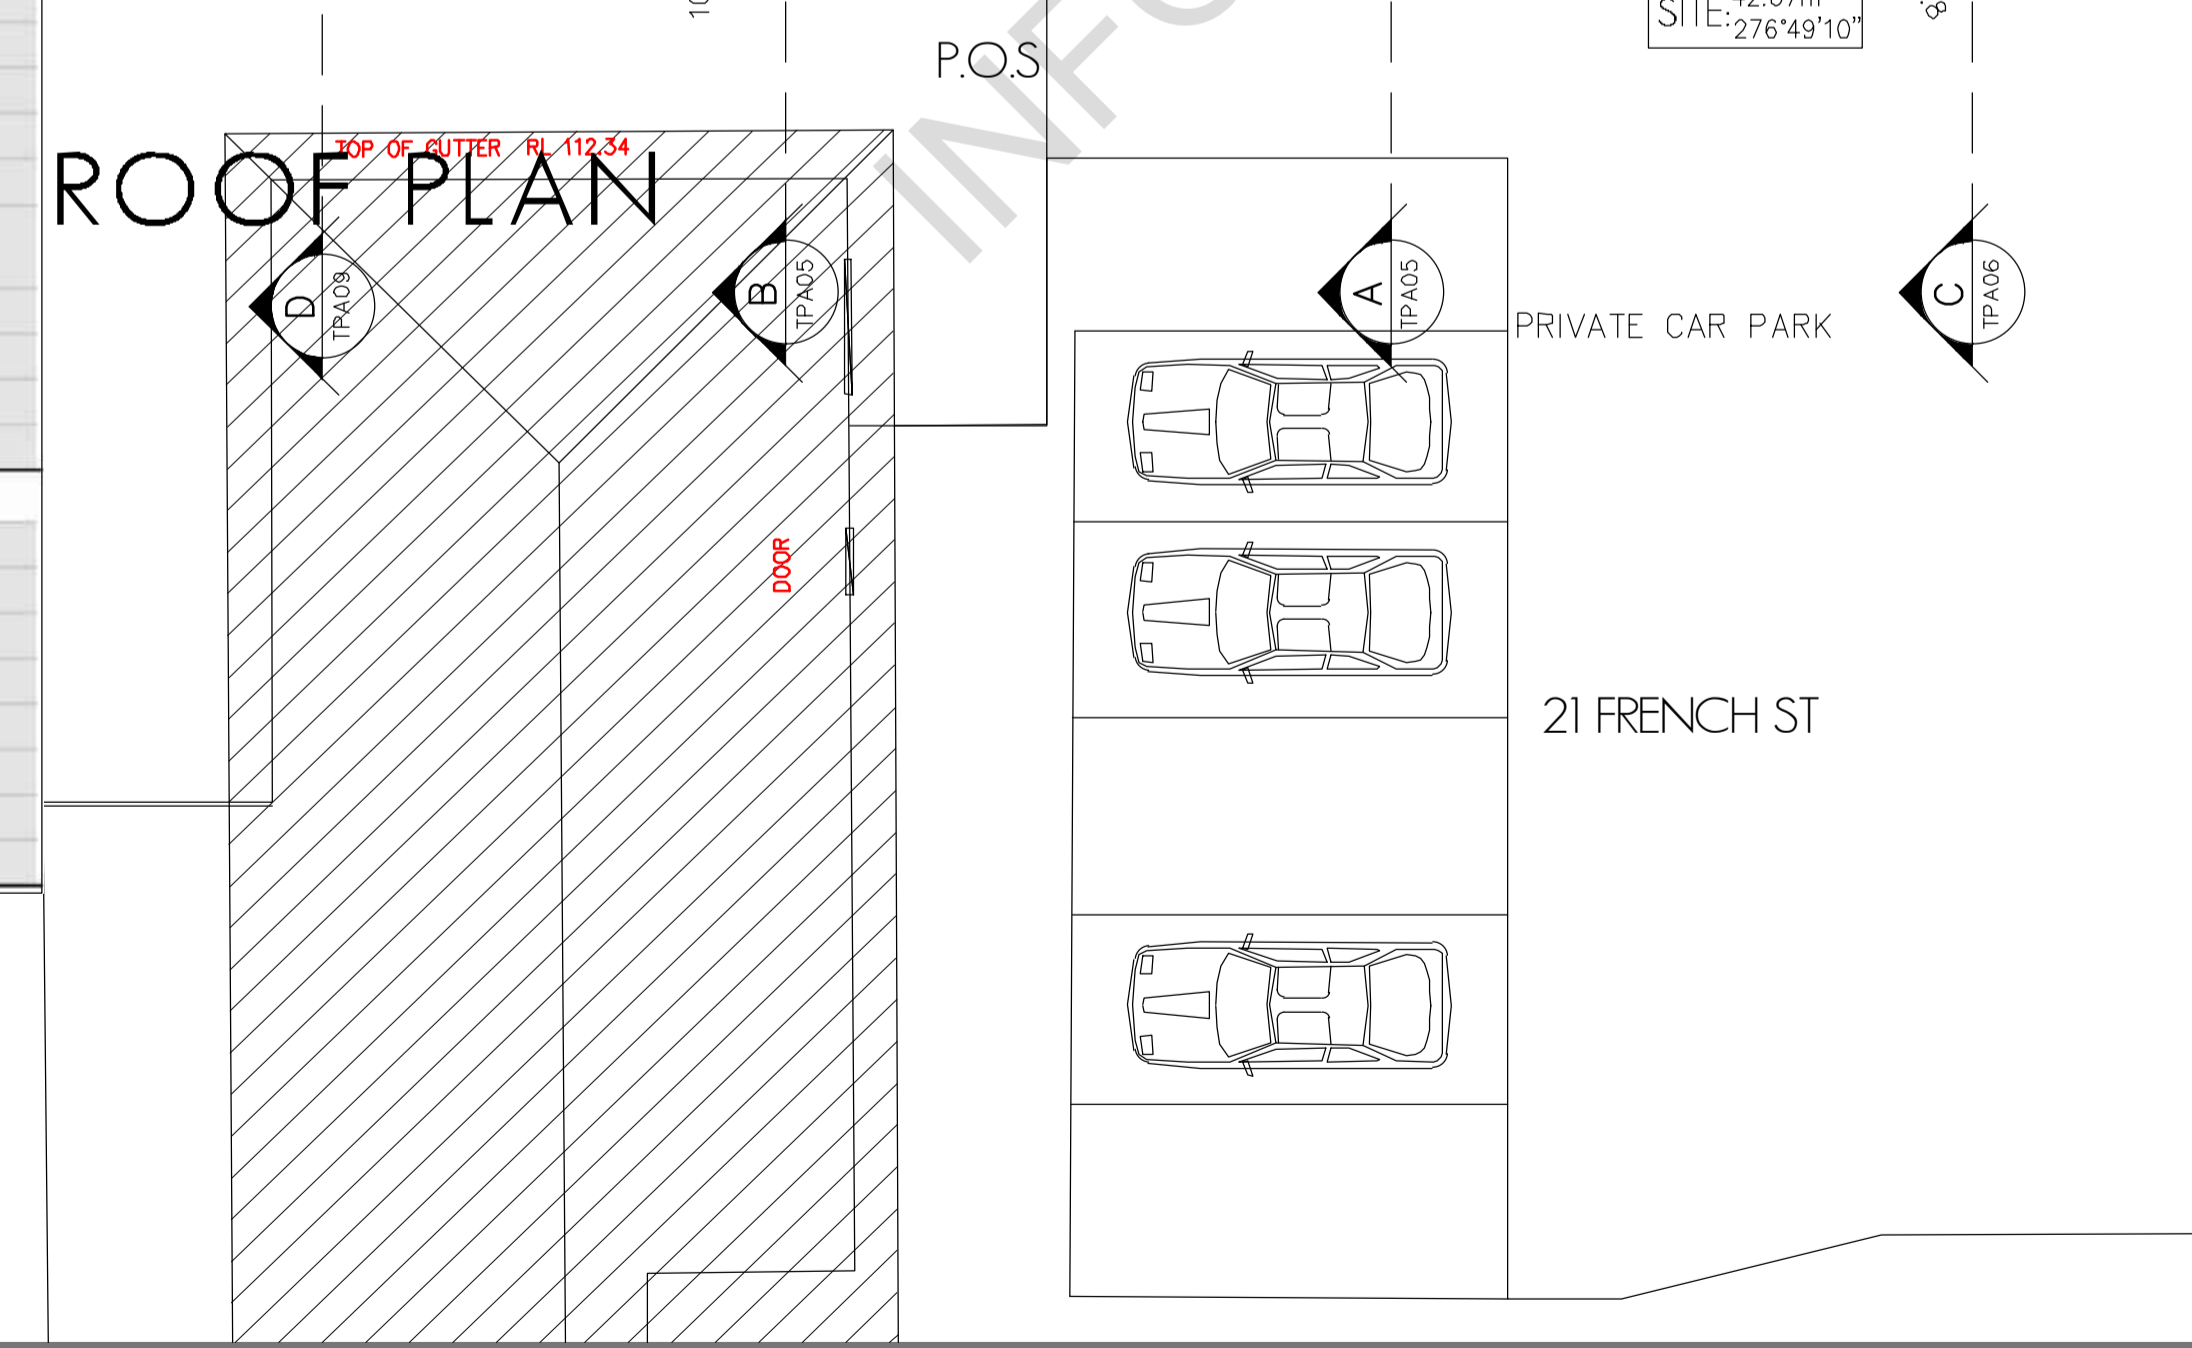 SITE:
276°49'10"
P.O.S
TOP OF GUTTER RL 112.34
ROOF PLAN
D
TPA09
B
TPA05
A
TPA05
C
TPA06
PRIVATE CAR PARK
DOOR
21 FRENCH ST